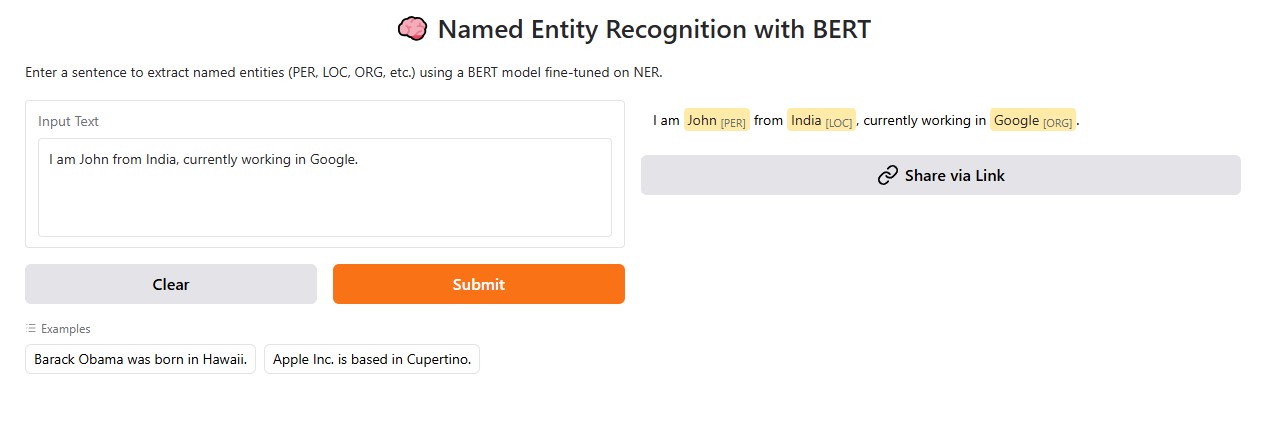 🧠 Named Entity Recognition with BERT
Enter a sentence to extract named entities (PER, LOC, ORG, etc.) using a BERT model fine-tuned on NER.
Input Text
I am John from India, currently working in Google.
Clear
Submit
Examples
Barack Obama was born in Hawaii.
Apple Inc. is based in Cupertino.
I am John [PER] from India [LOC], currently working in Google [ORG].
Share via Link